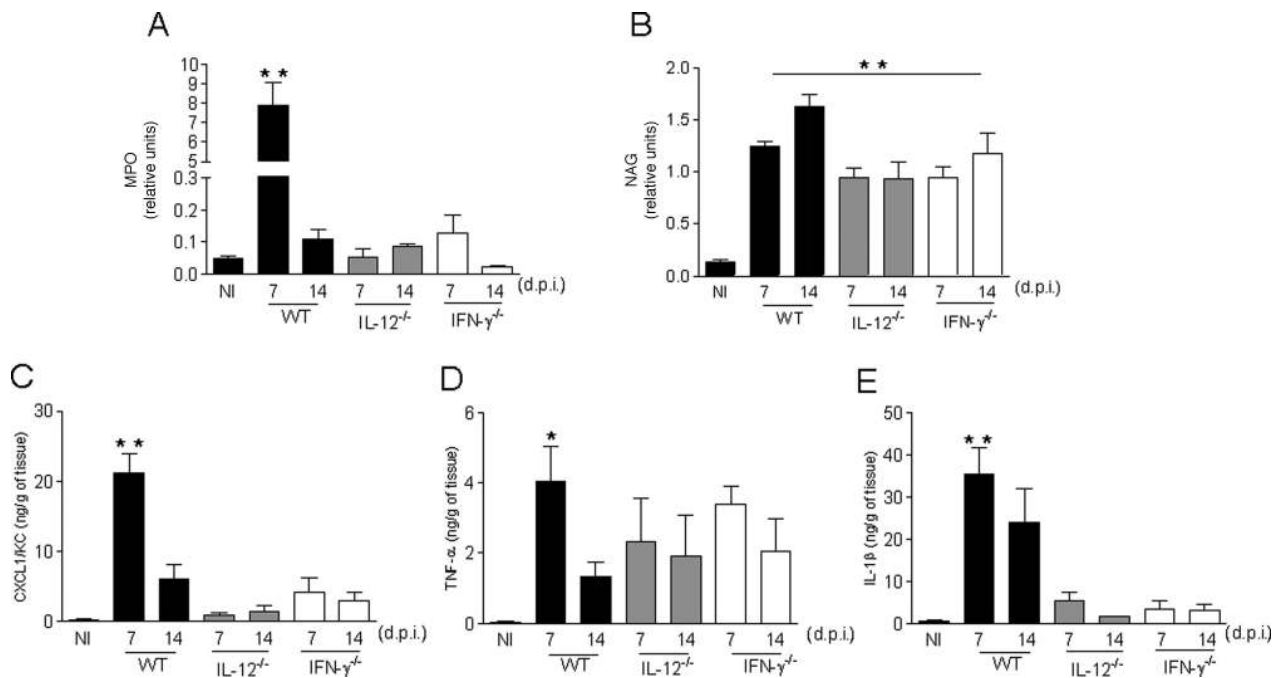 A
MPO
(relative units)
10
9
8
7
6
5
0.3
0.2
0.1
0.0
**
NI 7 14 7 14 7 14 (d.p.i.)
WT IL-12-/- IFN-γ-/-
B
NAG
(relative units)
2.0
1.5
1.0
0.5
0.0
**
NI 7 14 7 14 7 14 (d.p.i.)
WT IL-12-/- IFN-γ-/-
C
CXCL1/KC (ng/g of tissue)
30
20
10
0
**
NI 7 14 7 14 7 14 (d.p.i.)
WT IL-12-/- IFN-γ-/-
D
TNF-α (ng/g of tissue)
6
4
2
0
*
NI 7 14 7 14 7 14 (d.p.i.)
WT IL-12-/- IFN-γ-/-
E
IL-1β (ng/g of tissue)
50
40
30
20
10
0
**
NI 7 14 7 14 7 14 (d.p.i.)
WT IL-12-/- IFN-γ-/-